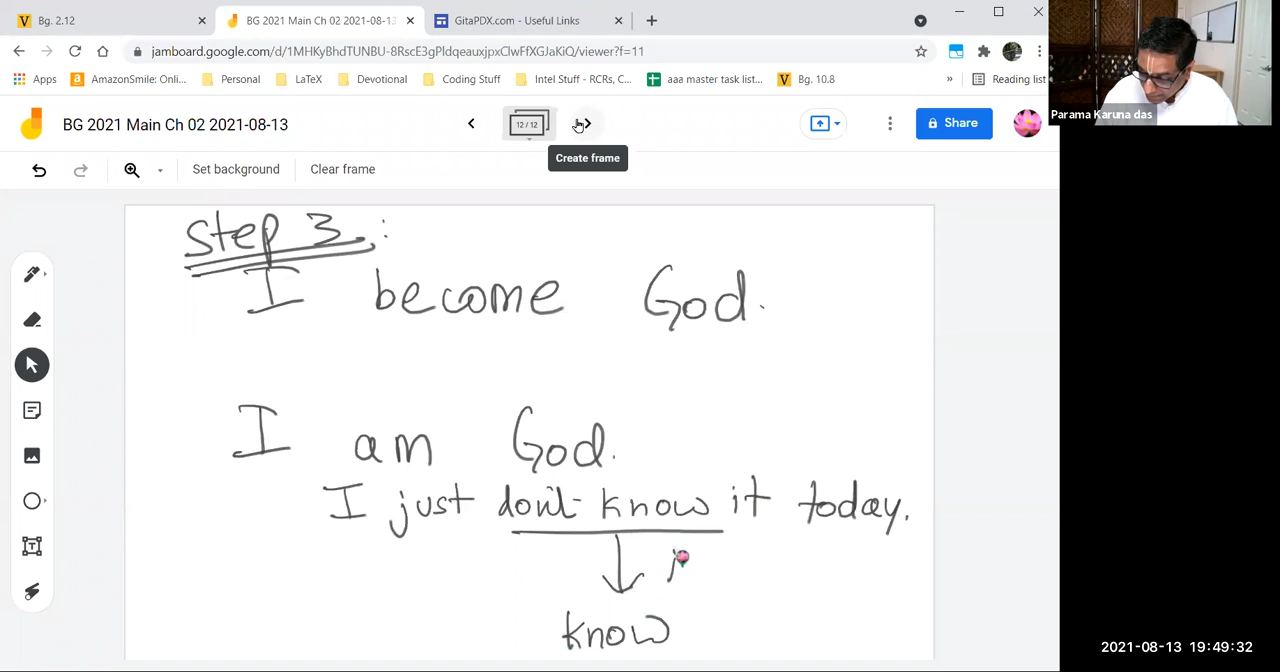 Bg. 2.12
BG 2021 Main Ch 02 2021-08-13
GitaPDX.com - Useful Links
jamboard.google.com/d/1MHKyBhdTUNBU-8RscE3gPldqeauxjpxClwFfXGJaKiQ/viewer?f=11
Apps
AmazonSmile: Onli...
Personal
LaTeX
Devotional
Coding Stuff
Intel Stuff - RCRs, C...
aaa master task list...
Bg. 10.8
»
Reading list
Parama Karuna das
BG 2021 Main Ch 02 2021-08-13
12 / 12
Share
Create frame
Set background
Clear frame
Step 3:
I become God.
I am God.
I just don't know it today.
know
2021-08-13 19:49:32